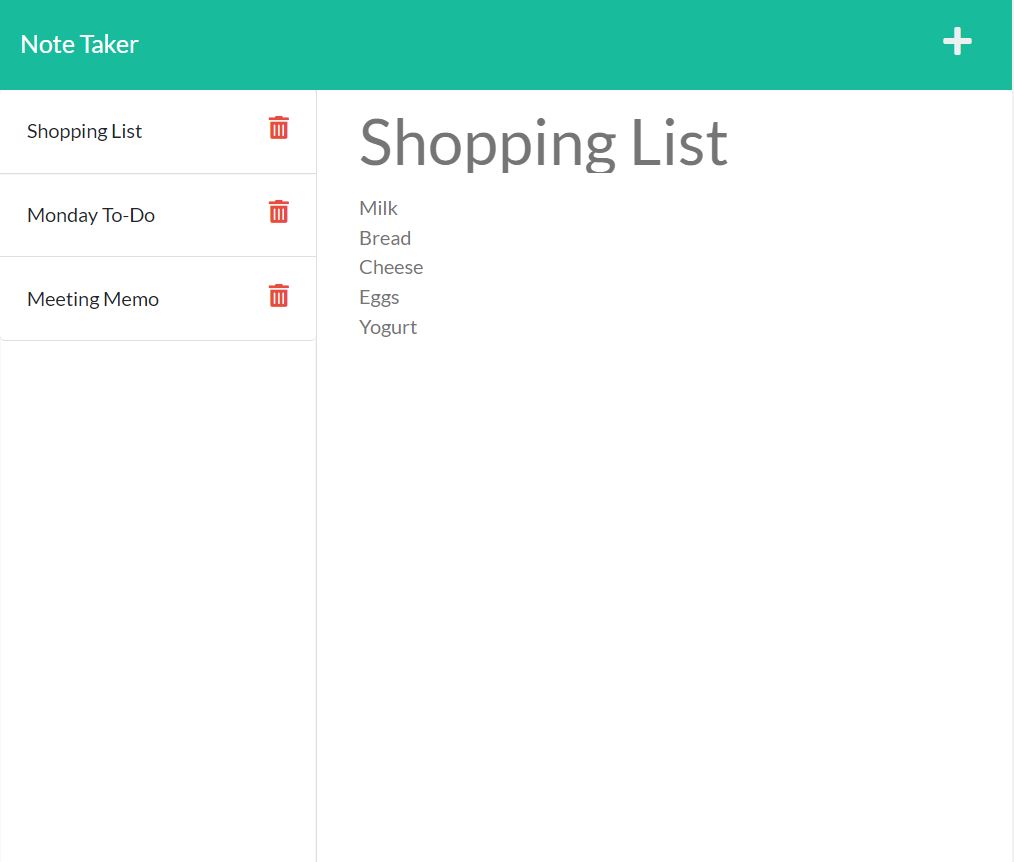 Note Taker
Shopping List
Monday To-Do
Meeting Memo
Shopping List
Milk
Bread
Cheese
Eggs
Yogurt